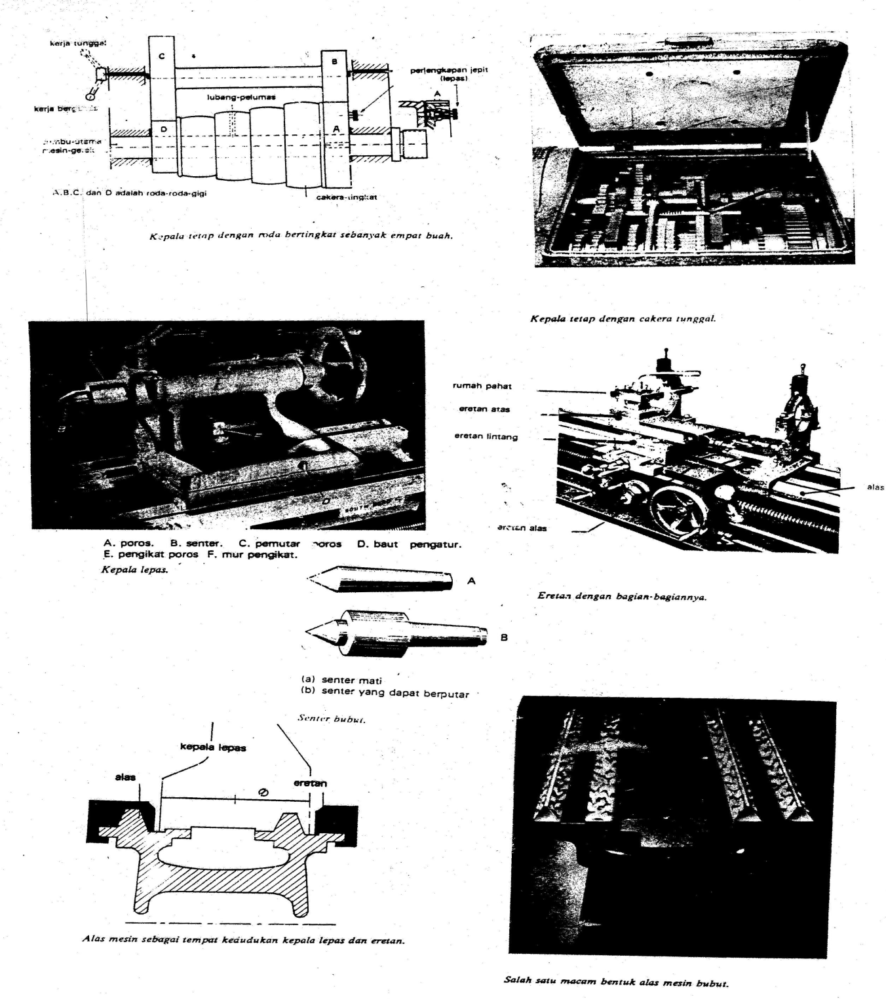 kerja tunggal
C
B
perlengkapan jepit
(lepas)
A
lubang-pelumas
kerja
D
A
A.B.C. dan D adalah roda-roda-gigi
cakera-tingkat
Kepala tetap dengan roda bertingkat sebanyak empat buah.
Kepala tetap dengan cakera tunggal.
rumah pahat
eretan atas
eretan lintang
alas
eretan alas
Eretan dengan bagian-bagiannya.
SOUTH
A. poros. B. senter. C. pemutar poros D. baut pengatur.
E. pengikat poros F. mur pengikat.
Kepala lepas.
A
B
(a) senter mati
(b) senter yang dapat berputar
Senter bubut.
kepala lepas
alas
eretan
Alas mesin sebagai tempat kedudukan kepala lepas dan eretan.
Salah satu macam bentuk alas mesin bubut.